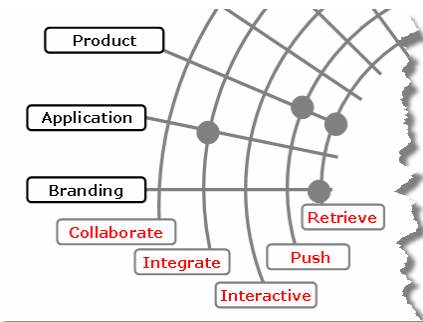 Product
Application
Branding
Retrieve
Collaborate
Push
Integrate
Interactive